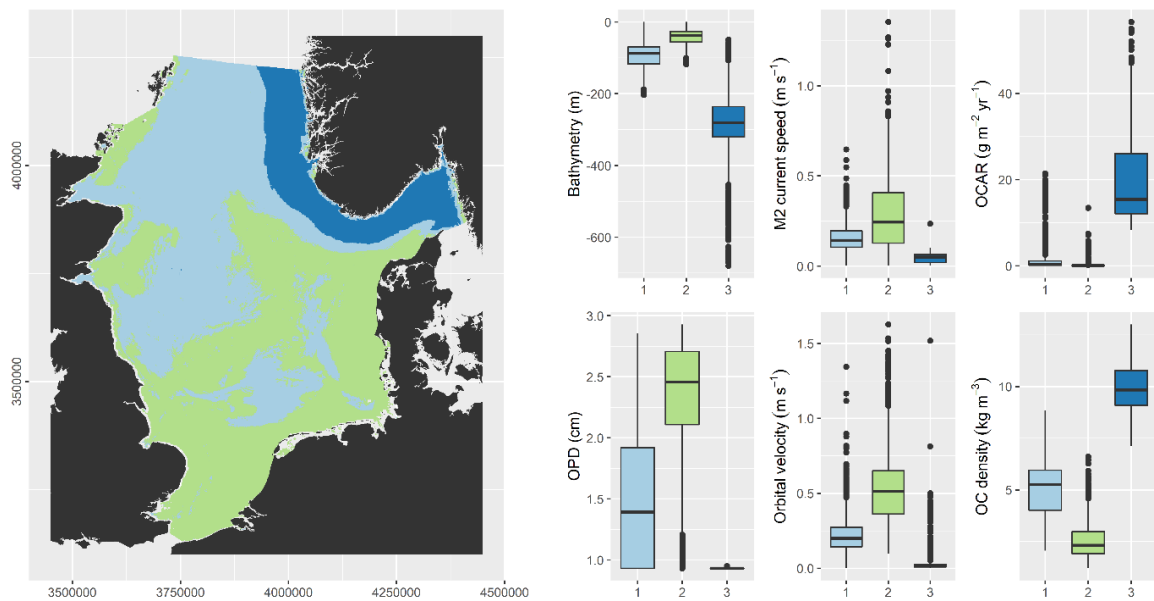 4000000
3500000
3500000 3750000 4000000 4250000 4500000
Bathymetry (m)
0
-200
-400
-600
1 2 3
M2 current speed (m s⁻¹)
1.0
0.5
0.0
1 2 3
OCAR (g m⁻² yr⁻¹)
40
20
0
1 2 3
OPD (cm)
3.0
2.5
2.0
1.5
1.0
1 2 3
Orbital velocity (m s⁻¹)
1.5
1.0
0.5
0.0
1 2 3
OC density (kg m⁻³)
10
5
1 2 3